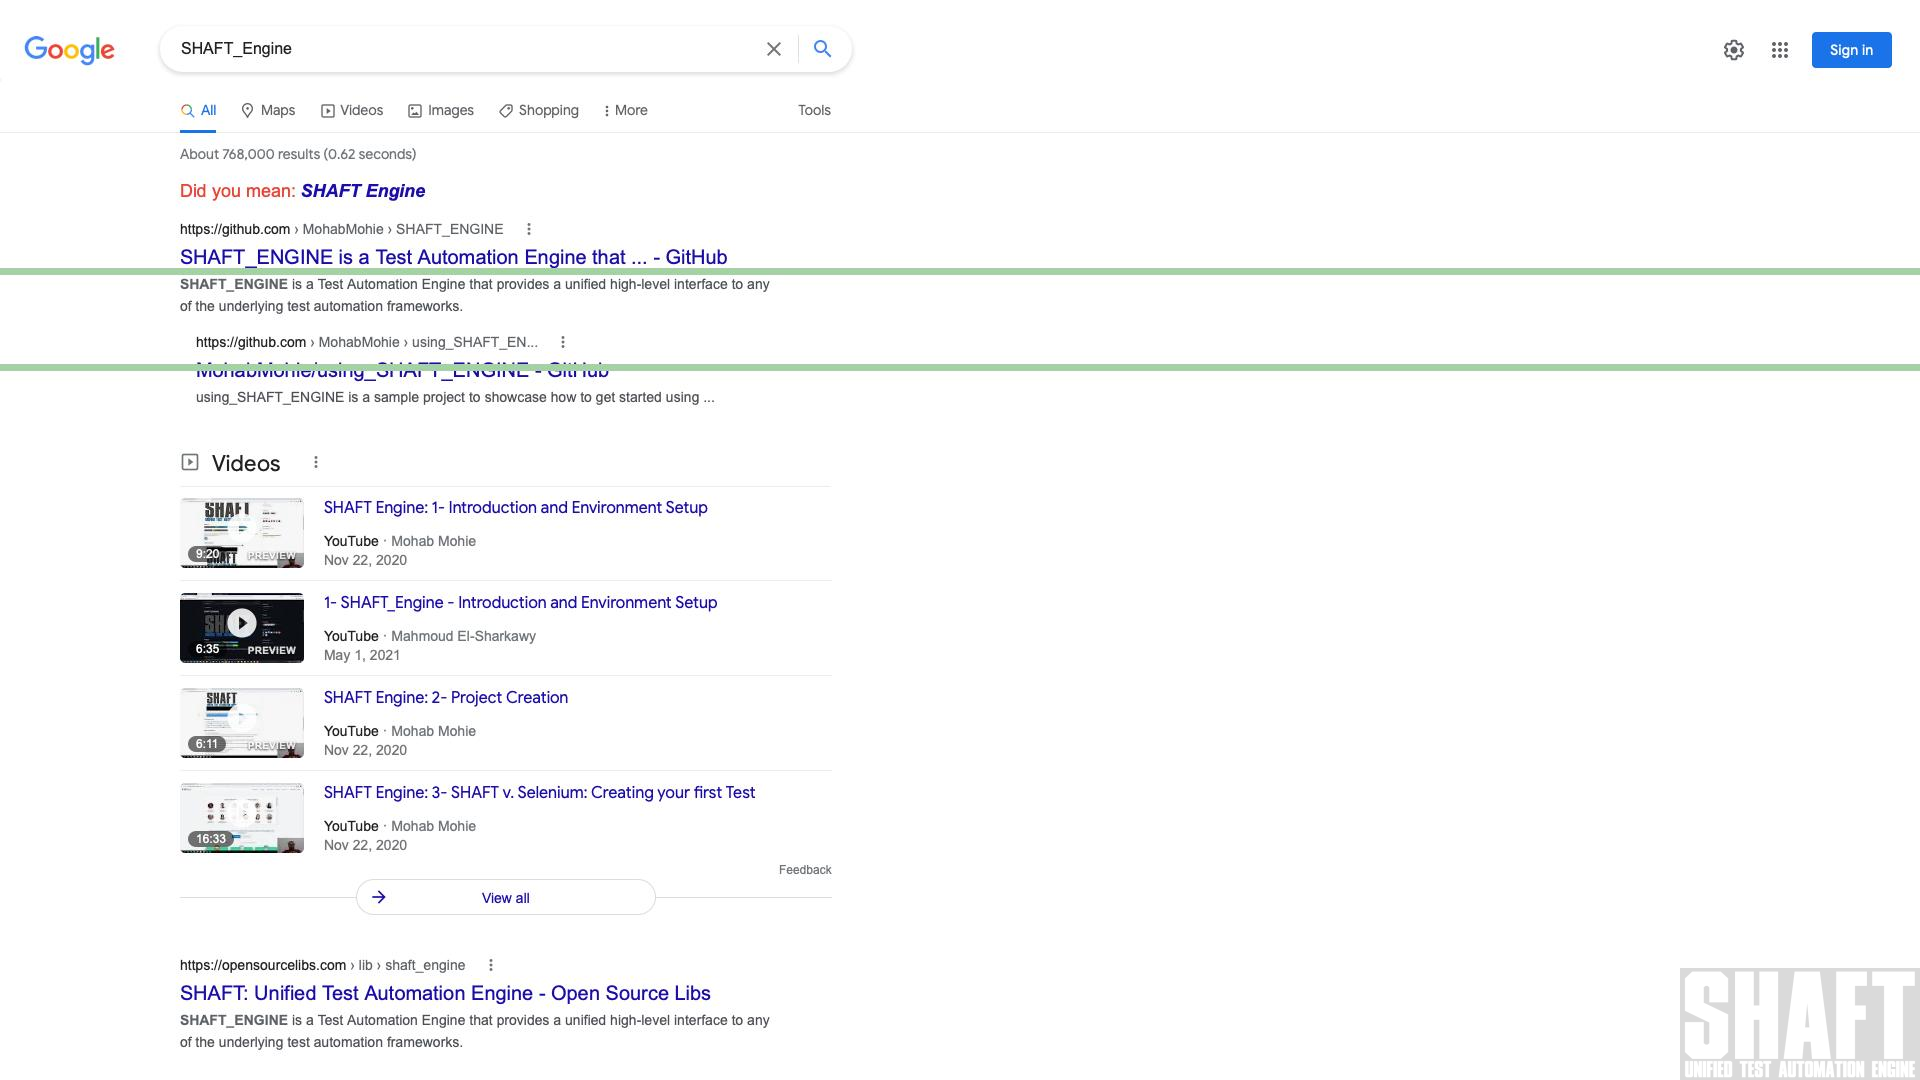 Google
SHAFT_Engine
Sign in
All Maps Videos Images Shopping More Tools
About 768,000 results (0.62 seconds)
Did you mean: SHAFT Engine
https://github.com › MohabMohie › SHAFT_ENGINE
SHAFT_ENGINE is a Test Automation Engine that ... - GitHub
SHAFT_ENGINE is a Test Automation Engine that provides a unified high-level interface to any
of the underlying test automation frameworks.
https://github.com › MohabMohie › using_SHAFT_EN...
MohabMohie/using_SHAFT_ENGINE - GitHub
using_SHAFT_ENGINE is a sample project to showcase how to get started using ...
Videos
SHAFT
9:20 PREVIEW
SHAFT Engine: 1- Introduction and Environment Setup
YouTube · Mohab Mohie
Nov 22, 2020
6:35 PREVIEW
1- SHAFT_Engine - Introduction and Environment Setup
YouTube · Mahmoud El-Sharkawy
May 1, 2021
SHAFT
6:11 PREVIEW
SHAFT Engine: 2- Project Creation
YouTube · Mohab Mohie
Nov 22, 2020
16:33
SHAFT Engine: 3- SHAFT v. Selenium: Creating your first Test
YouTube · Mohab Mohie
Nov 22, 2020
Feedback
View all
https://opensourcelibs.com › lib › shaft_engine
SHAFT: Unified Test Automation Engine - Open Source Libs
SHAFT_ENGINE is a Test Automation Engine that provides a unified high-level interface to any
of the underlying test automation frameworks.
SHAFT
UNIFIED TEST AUTOMATION ENGINE